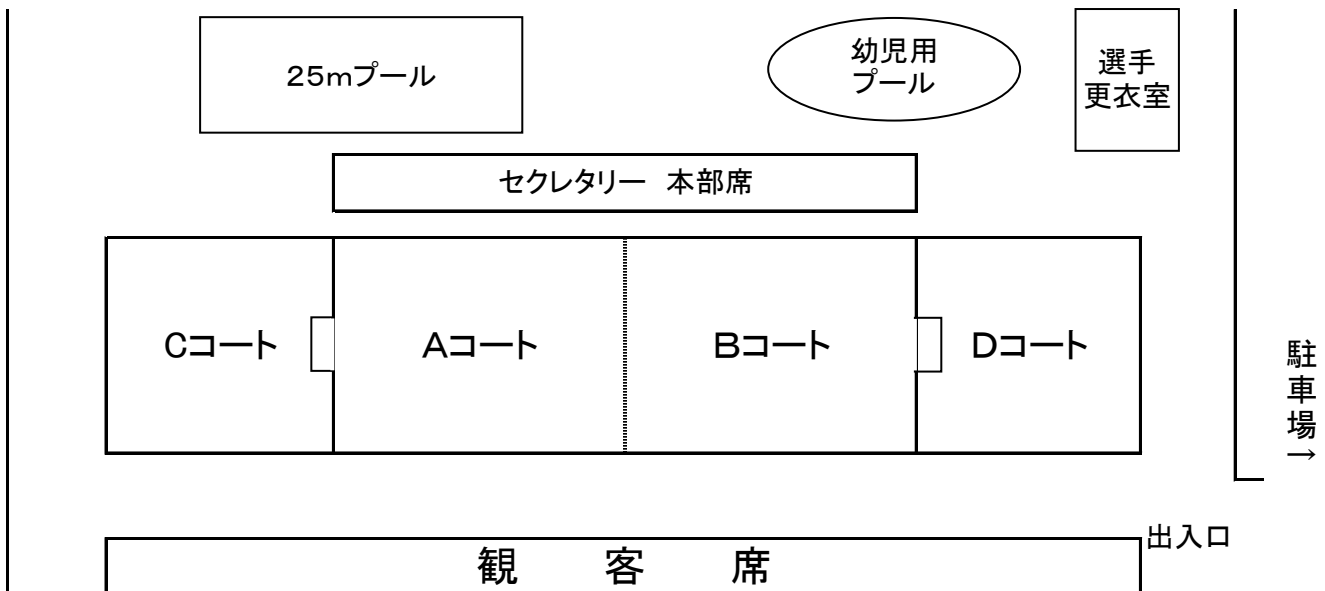 25mプール
幼児用
プール
選手
更衣室
セクレタリー 本部席
Cコート
Aコート
Bコート
Dコート
駐車場→
出入口
観 客 席